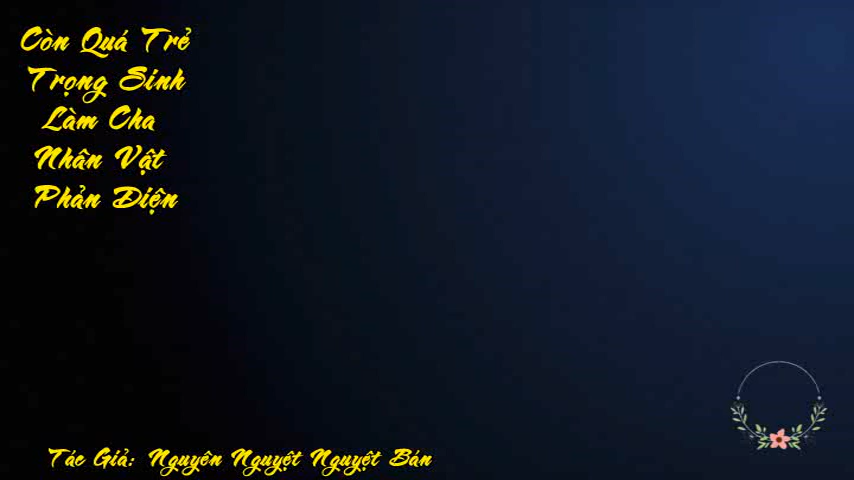 Còn Quá Trẻ
Trọng Sinh
Làm Cha
Nhân Vật
Phản Diện
Tác Giả: Nguyên Nguyệt Nguyệt Bán